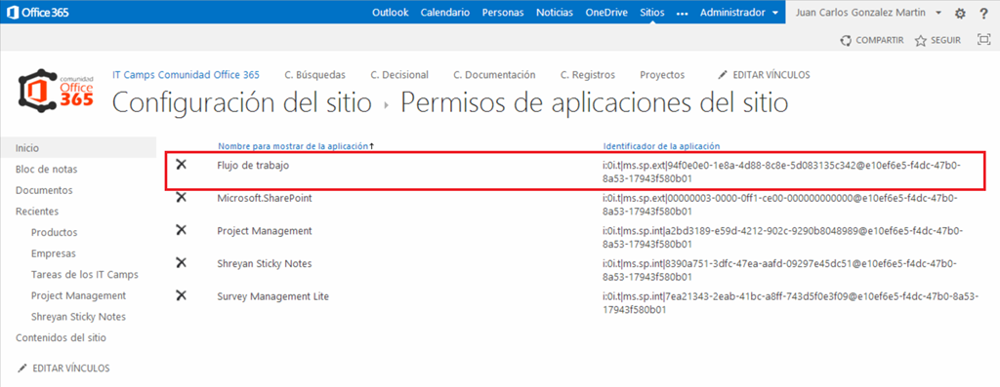 Office 365
Outlook Calendario Personas Noticias OneDrive Sitios ••• Administrador Juan Carlos Gonzalez Martin ?
COMPARTIR SEGUIR
comunidad
Office
365
IT Camps Comunidad Office 365 C. Búsquedas C. Decisional C. Documentación C. Registros Proyectos EDITAR VÍNCULOS
Configuración del sitio › Permisos de aplicaciones del sitio
Inicio
Bloc de notas
Documentos
Recientes
Productos
Empresas
Tareas de los IT Camps
Project Management
Shreyan Sticky Notes
Contenidos del sitio
EDITAR VÍNCULOS
Nombre para mostrar de la aplicación↑ Identificador de la aplicación
Flujo de trabajo i:0i.t|ms.sp.ext|94f0e0e0-1e8a-4d88-8c8e-5d083135c342@e10ef6e5-f4dc-47b0-
8a53-17943f580b01
Microsoft.SharePoint i:0i.t|ms.sp.ext|00000003-0000-0ff1-ce00-000000000000@e10ef6e5-f4dc-47b0-
8a53-17943f580b01
Project Management i:0i.t|ms.sp.int|a2bd3189-e59d-4212-902c-9290b8048989@e10ef6e5-f4dc-47b0-
8a53-17943f580b01
Shreyan Sticky Notes i:0i.t|ms.sp.int|8390a751-3dfc-47ea-aafd-09297e45dc51@e10ef6e5-f4dc-47b0-
8a53-17943f580b01
Survey Management Lite i:0i.t|ms.sp.int|7ea21343-2eab-41bc-a8ff-743d5f0e3f09@e10ef6e5-f4dc-47b0-8a53-
17943f580b01